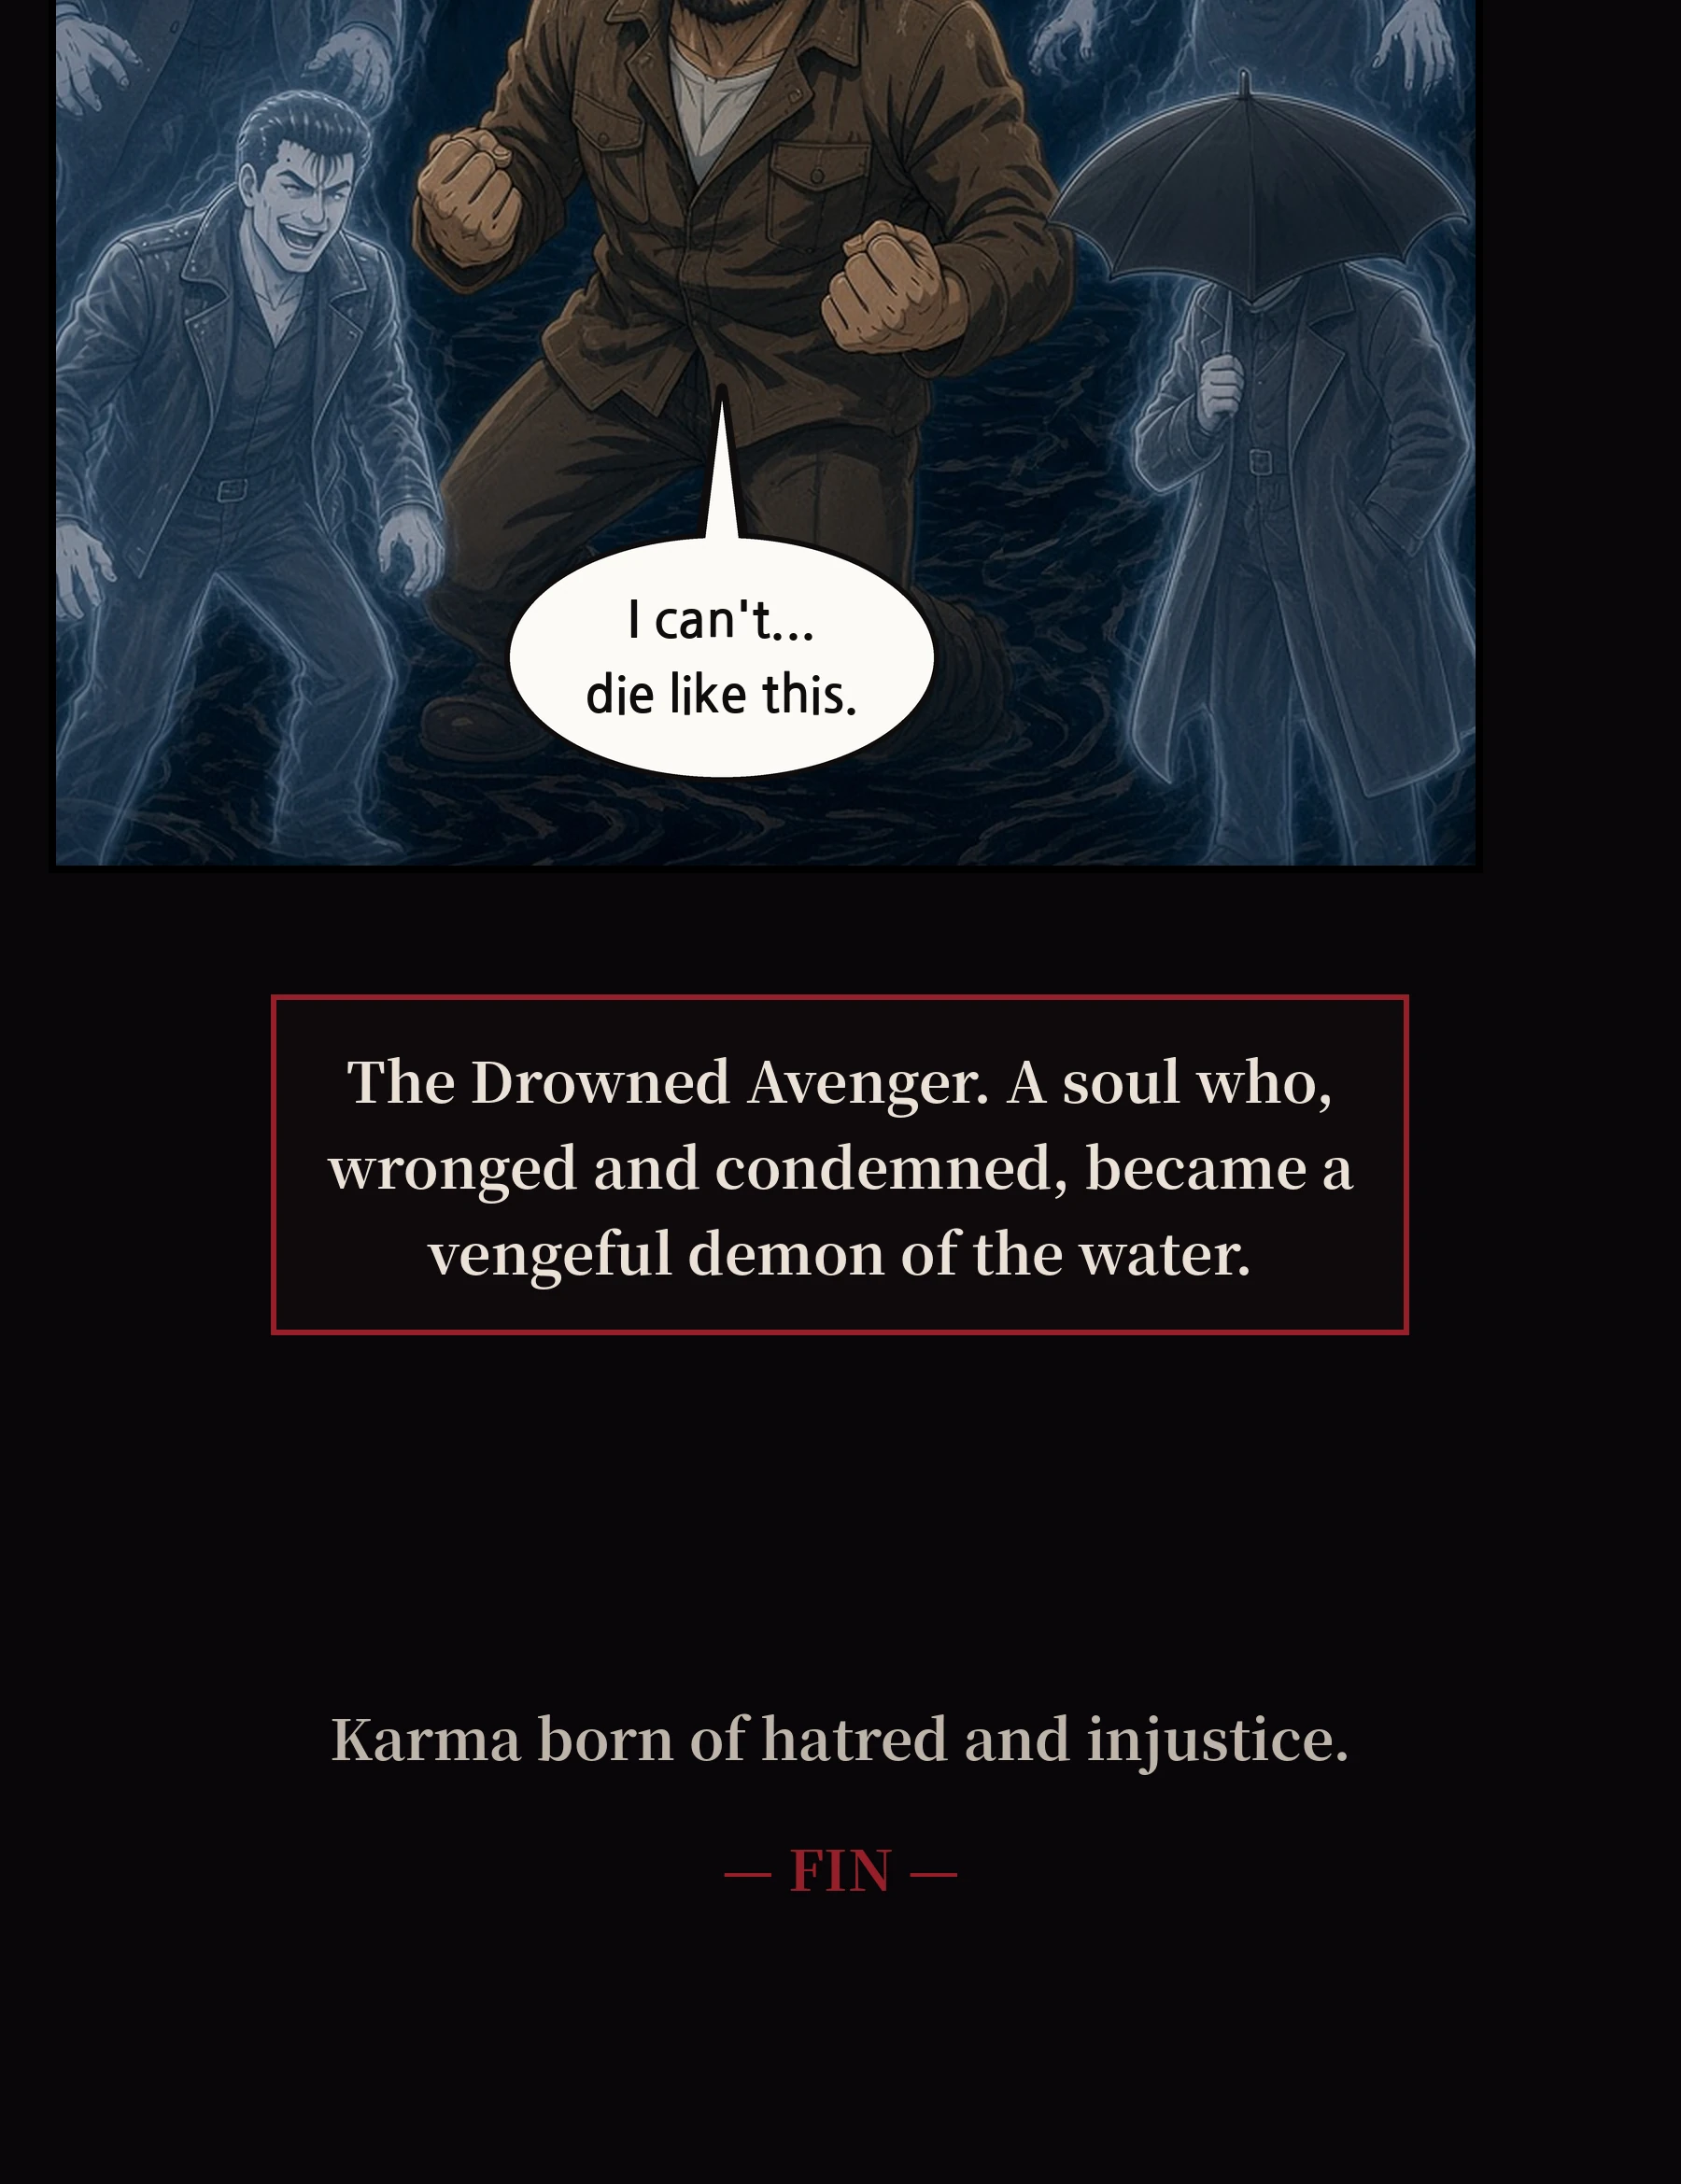 I can't...
die like this.
The Drowned Avenger. A soul who,
wronged and condemned, became a
vengeful demon of the water.
Karma born of hatred and injustice.
— FIN —